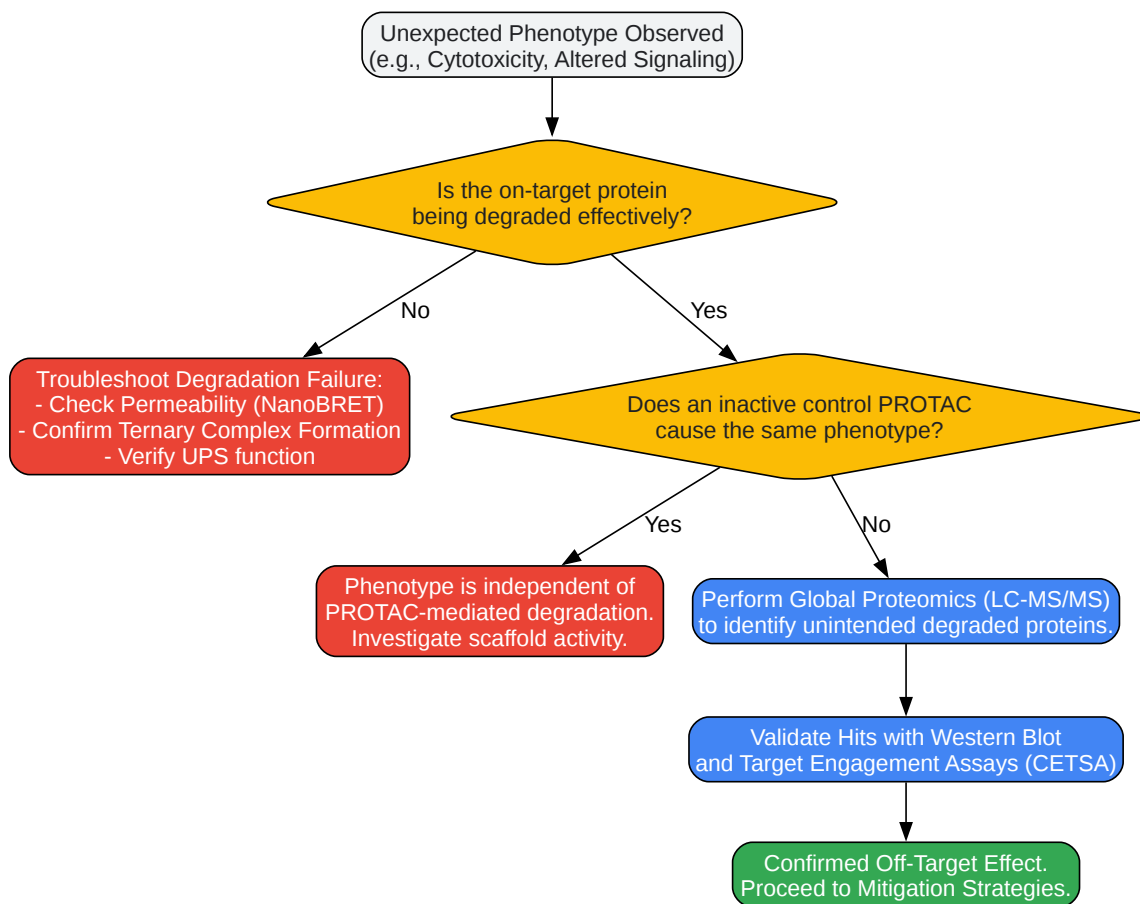 Unexpected Phenotype Observed
(e.g., Cytotoxicity, Altered Signaling)
Is the on-target protein
being degraded effectively?
No
Yes
Troubleshoot Degradation Failure:
- Check Permeability (NanoBRET)
- Confirm Ternary Complex Formation
- Verify UPS function
Does an inactive control PROTAC
cause the same phenotype?
Yes
No
Phenotype is independent of
PROTAC-mediated degradation.
Investigate scaffold activity.
Perform Global Proteomics (LC-MS/MS)
to identify unintended degraded proteins.
Validate Hits with Western Blot
and Target Engagement Assays (CETSA)
Confirmed Off-Target Effect.
Proceed to Mitigation Strategies.